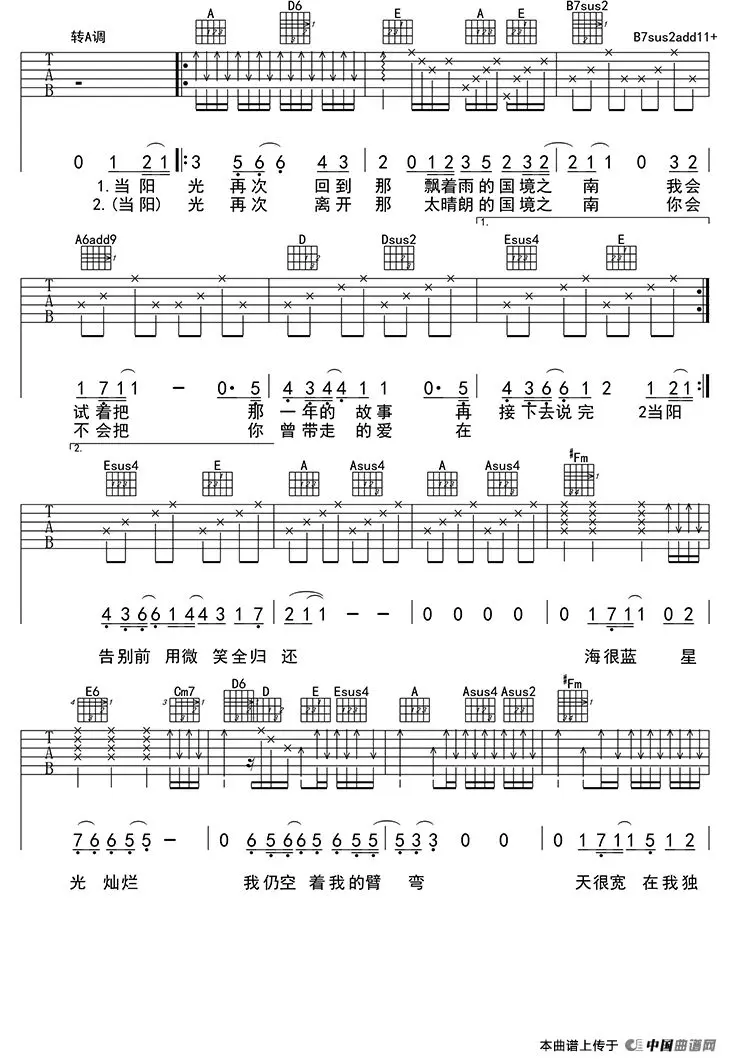 A D6 E A E B7sus2
转A调 B7sus2add11+
T A B
0 1 2 1 3 5 6 6 4 3 2 0 1 2 3 5 2 3 2 2 1 1 0 3 2
1.当阳 光 再次 回到 那 飘着雨的国境之 南 我会
2.(当阳) 光 再次 离开 那 太晴朗的国境之 南 你会
1.
A6add9 D Dsus2 Esus4 E
T A B
1 7 1 1 - 0· 5 4 3 4 4 1 1 0· 5 4 3 6 6 1 2 1 2 1
试着把 那 一年的 故事 再 接下去说完 2当阳
不会把 你 曾带走 的爱 在
2.
Esus4 E A Asus4 A Asus4 #Fm
T A B
4 3 6 6 6 1 4 4 3 1 7 2 1 1 - - 0 0 0 0 0 1 7 1 1 0 2
告别前 用微 笑全归 还 海很蓝 星
E6 Cm7 D6 D E Esus4 A Asus4 Asus2 #Fm
T A B
7 6 6 5 5 - 0 6 5 6 6 5 6 5 5 5 3 3 0 0 0 1 7 1 1 5 1 2
光 灿烂 我仍空 着我的臂 弯 天很宽 在我独
本曲谱上传于 中国曲谱网